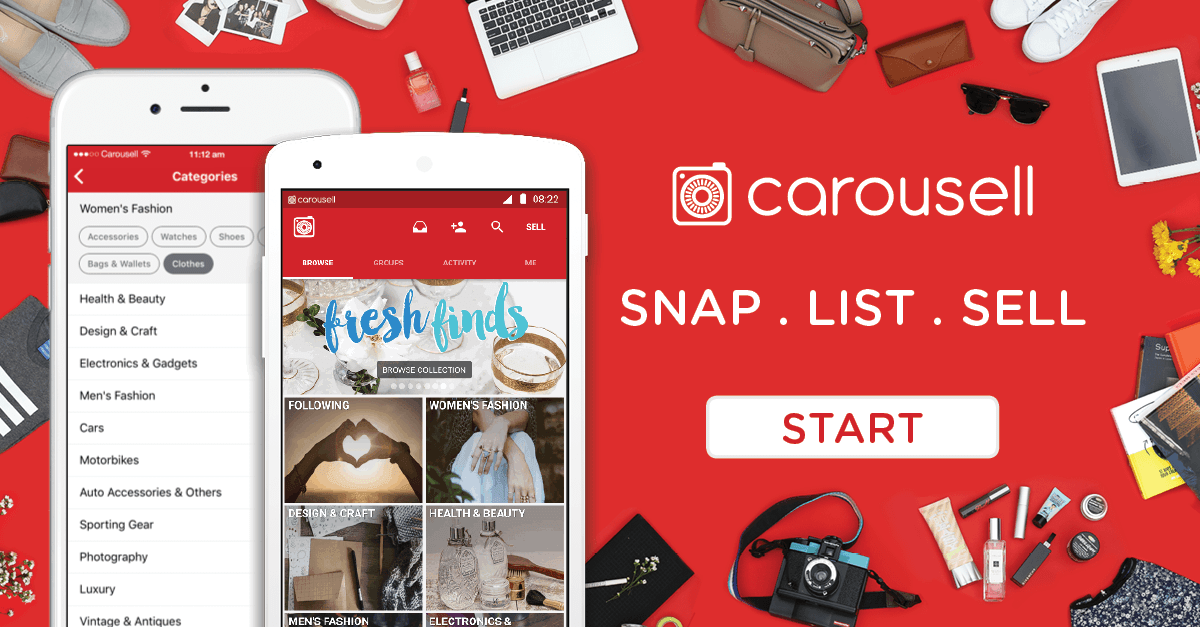 Carousell
11:12 am
Categories
Women's Fashion
Accessories
Watches
Shoes
Bags & Wallets
Clothes
Health & Beauty
Design & Craft
Electronics & Gadgets
Men's Fashion
Cars
Motorbikes
Auto Accessories & Others
Sporting Gear
Photography
Luxury
Vintage & Antiques
carousell
08:22
SELL
BROWSE
GROUPS
ACTIVITY
ME
fresh finds
BROWSE COLLECTION
FOLLOWING
WOMEN'S FASHION
DESIGN & CRAFT
HEALTH & BEAUTY
MEN'S FASHION
ELECTRONICS &
carousell
SNAP . LIST . SELL
START